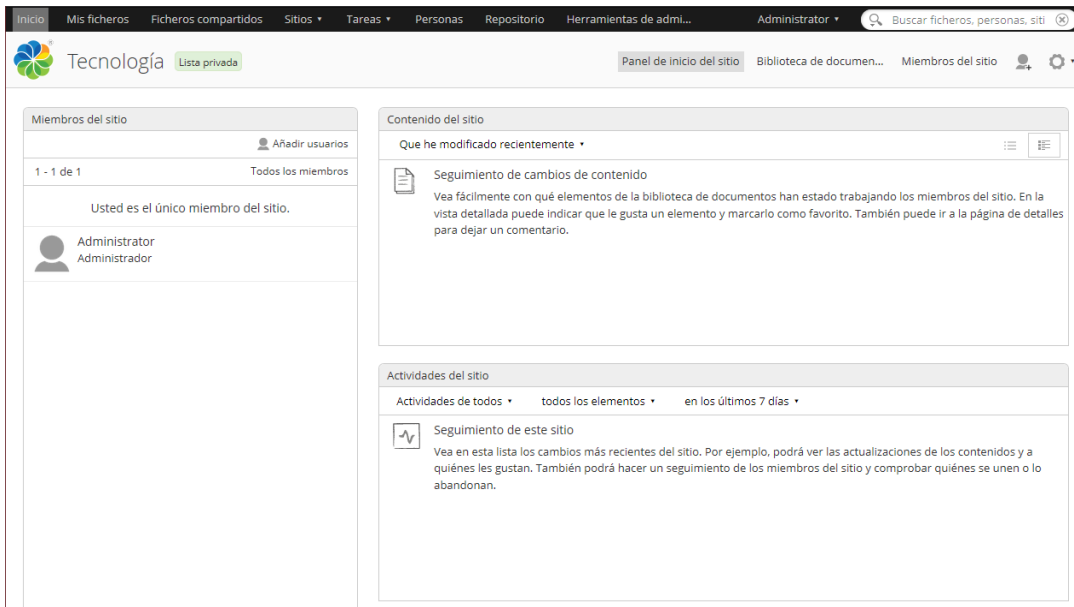 Inicio Mis ficheros Ficheros compartidos Sitios Tareas Personas Repositorio Herramientas de admi... Administrator Buscar ficheros, personas, siti
Tecnología Lista privada Panel de inicio del sitio Biblioteca de documen... Miembros del sitio
Miembros del sitio
Añadir usuarios
1 - 1 de 1 Todos los miembros
Usted es el único miembro del sitio.
Administrator
Administrador
Contenido del sitio
Que he modificado recientemente
Seguimiento de cambios de contenido
Vea fácilmente con qué elementos de la biblioteca de documentos han estado trabajando los miembros del sitio. En la
vista detallada puede indicar que le gusta un elemento y marcarlo como favorito. También puede ir a la página de detalles
para dejar un comentario.
Actividades del sitio
Actividades de todos todos los elementos en los últimos 7 días
Seguimiento de este sitio
Vea en esta lista los cambios más recientes del sitio. Por ejemplo, podrá ver las actualizaciones de los contenidos y a
quiénes les gustan. También podrá hacer un seguimiento de los miembros del sitio y comprobar quiénes se unen o lo
abandonan.